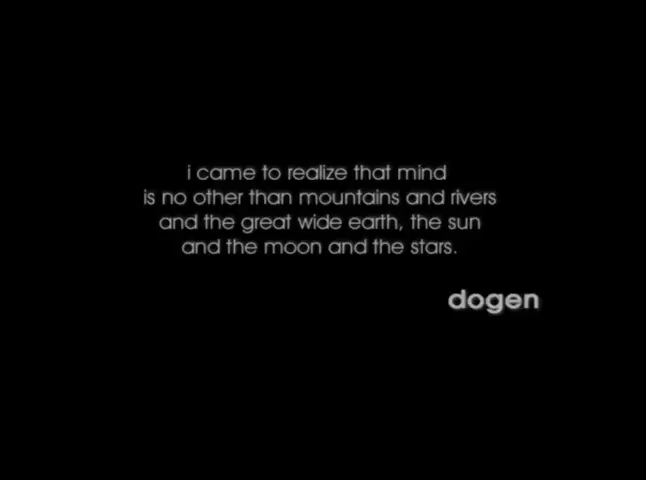 i came to realize that mind
is no other than mountains and rivers
and the great wide earth, the sun
and the moon and the stars.
dogen